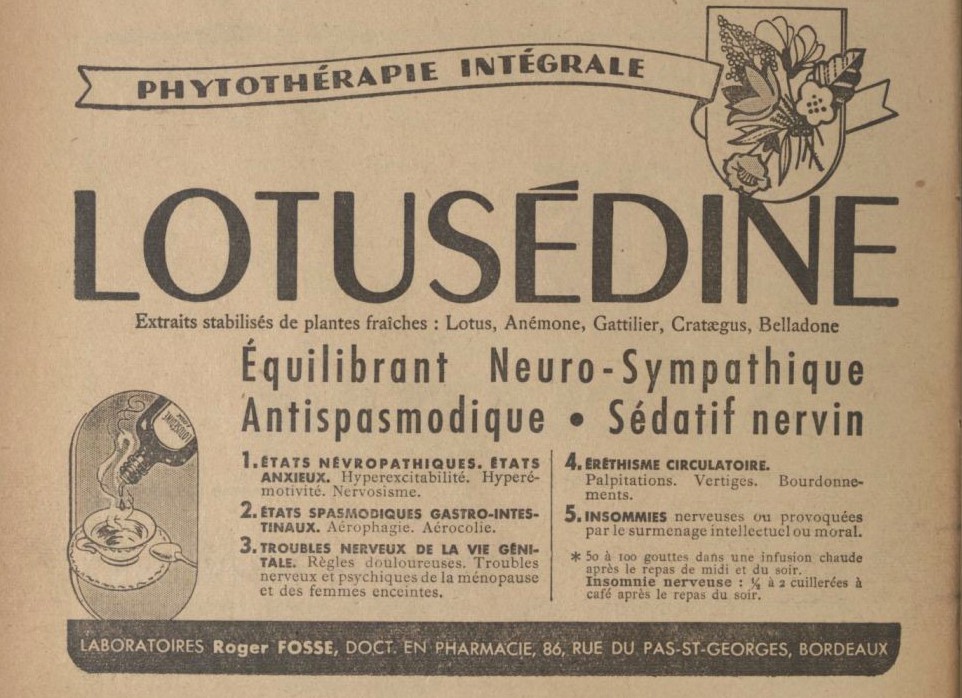 PHYTOTHÉRAPIE INTÉGRALE
LOTUSÉDINE
Extraits stabilisés de plantes fraîches : Lotus, Anémone, Gattilier, Cratægus, Belladone
Équilibrant Neuro-Sympathique
Antispasmodique • Sédatif nervin
LOTUSÉDINE
1. ÉTATS NÉVROPATHIQUES. ÉTATS
ANXIEUX. Hyperexcitabilité. Hyperé-
motivité. Nervosisme.
2. ÉTATS SPASMODIQUES GASTRO-INTES-
TINAUX. Aérophagie. Aérocolie.
3. TROUBLES NERVEUX DE LA VIE GÉNI-
TALE. Règles douloureuses. Troubles
nerveux et psychiques de la ménopause
et des femmes enceintes.
4. ÉRÉTHISME CIRCULATOIRE.
Palpitations. Vertiges. Bourdonne-
ments.
5. INSOMMIES nerveuses ou provoquées
par le surmenage intellectuel ou moral.
* 50 à 100 gouttes dans une infusion chaude
après le repas de midi et du soir.
Insomnie nerveuse : à 2 cuillerées à
café après le repas du soir.
LABORATOIRES Roger FOSSE, DOCT. EN PHARMACIE, 86, RUE DU PAS-ST-GEORGES, BORDEAUX